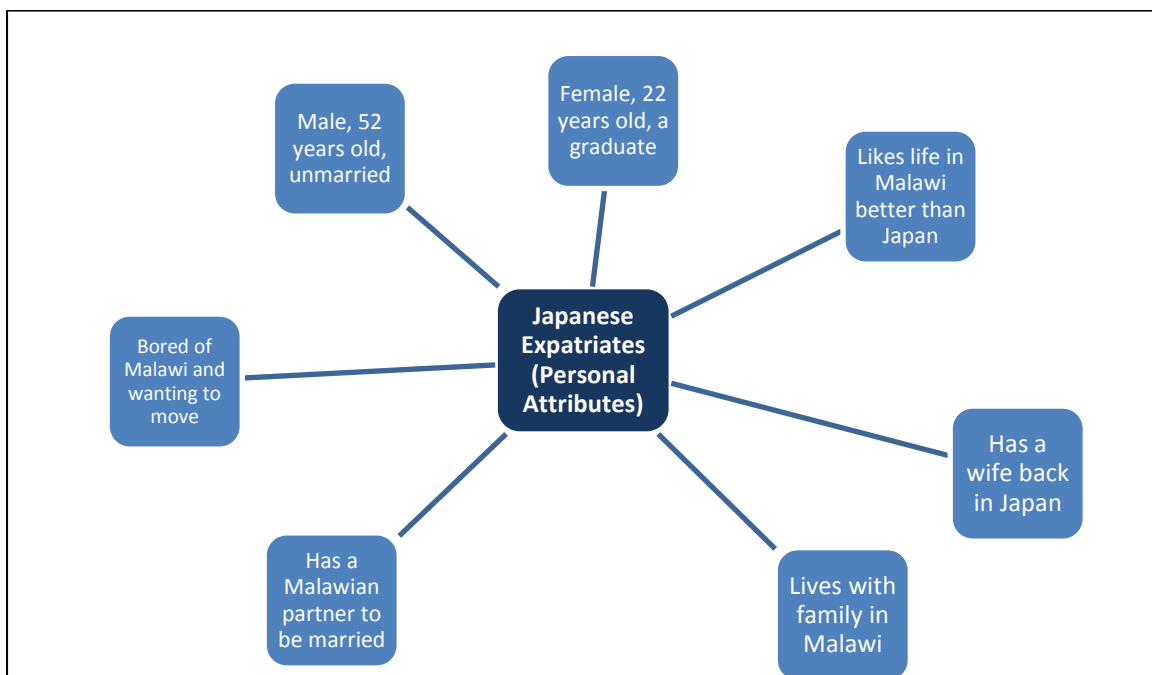 Male, 52
years old,
unmarried
Female, 22
years old, a
graduate
Likes life in
Malawi
better than
Japan
Bored of
Malawi and
wanting to
move
Japanese
Expatriates
(Personal
Attributes)
Has a
wife back
in Japan
Has a
Malawian
partner to
be married
Lives with
family in
Malawi